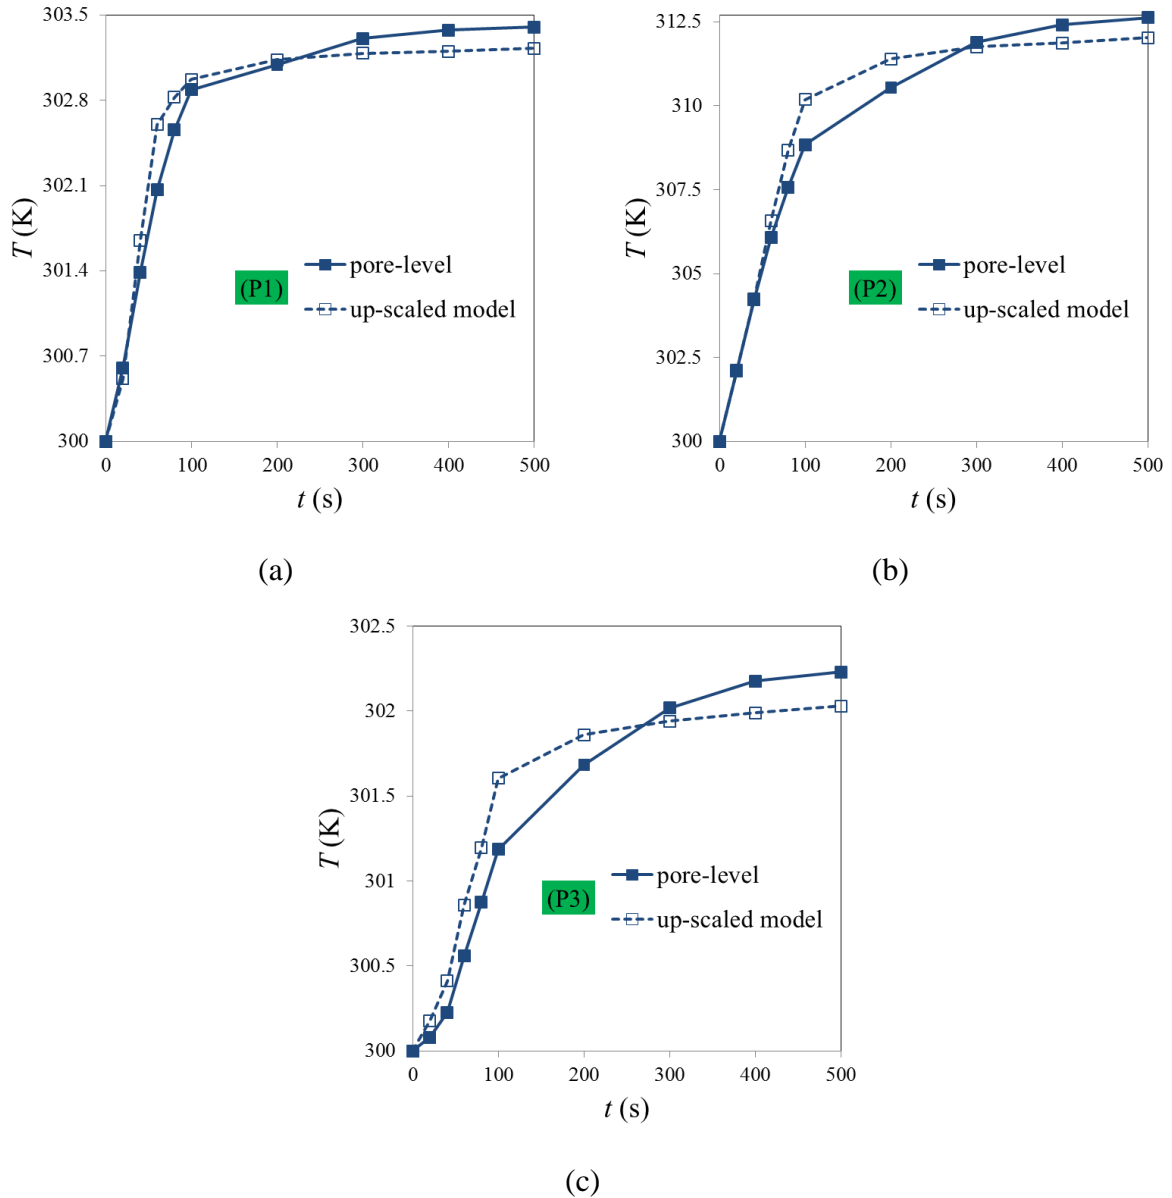 303.5
302.8
302.1
301.4
300.7
300
T (K)
(P1)
pore-level
up-scaled model
0 100 200 300 400 500
t (s)
(a)
312.5
310
307.5
305
302.5
300
T (K)
(P2)
pore-level
up-scaled model
0 100 200 300 400 500
t (s)
(b)
302.5
302
301.5
301
300.5
300
T (K)
(P3)
pore-level
up-scaled model
0 100 200 300 400 500
t (s)
(c)